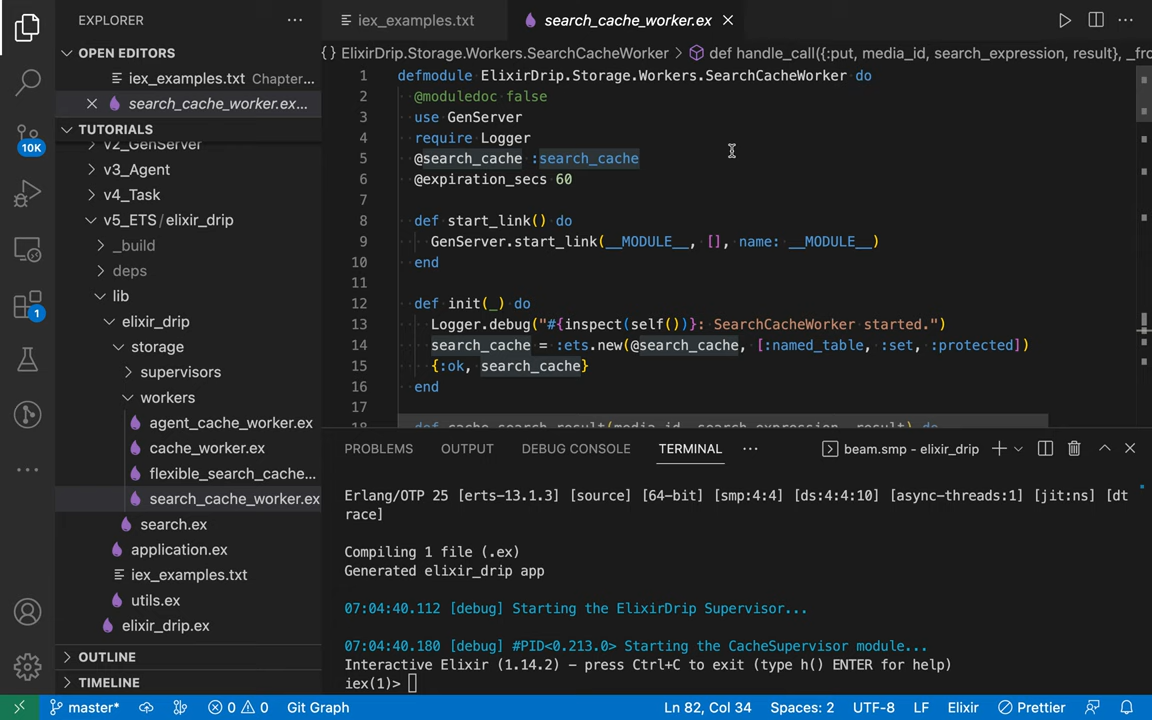 EXPLORER
OPEN EDITORS
iex_examples.txt Chapter...
search_cache_worker.ex...
TUTORIALS
v2_GenServer
v3_Agent
v4_Task
v5_ETS / elixir_drip
_build
deps
lib
elixir_drip
storage
supervisors
workers
agent_cache_worker.ex
cache_worker.ex
flexible_search_cache...
search_cache_worker.ex
search.ex
application.ex
iex_examples.txt
utils.ex
elixir_drip.ex
OUTLINE
TIMELINE
10K
1
iex_examples.txt
search_cache_worker.ex
{} ElixirDrip.Storage.Workers.SearchCacheWorker > def handle_call({:put, media_id, search_expression, result}, _fro
1 defmodule ElixirDrip.Storage.Workers.SearchCacheWorker do
2 @moduledoc false
3 use GenServer
4 require Logger
5 @search_cache :search_cache
6 @expiration_secs 60
7
8 def start_link() do
9 GenServer.start_link(__MODULE__, [], name: __MODULE__)
10 end
11
12 def init(_) do
13 Logger.debug("#{inspect(self())}: SearchCacheWorker started.")
14 search_cache = :ets.new(@search_cache, [:named_table, :set, :protected])
15 {:ok, search_cache}
16 end
17
18 def cache_search_result(media_id, search_expression, result) do
PROBLEMS OUTPUT DEBUG CONSOLE TERMINAL
beam.smp - elixir_drip
Erlang/OTP 25 [erts-13.1.3] [source] [64-bit] [smp:4:4] [ds:4:4:10] [async-threads:1] [jit:ns] [dt
race]
Compiling 1 file (.ex)
Generated elixir_drip app
07:04:40.112 [debug] Starting the ElixirDrip Supervisor...
07:04:40.180 [debug] #PID<0.213.0> Starting the CacheSupervisor module...
Interactive Elixir (1.14.2) - press Ctrl+C to exit (type h() ENTER for help)
iex(1)>
master* 0 0 Git Graph Ln 82, Col 34 Spaces: 2 UTF-8 LF Elixir Prettier